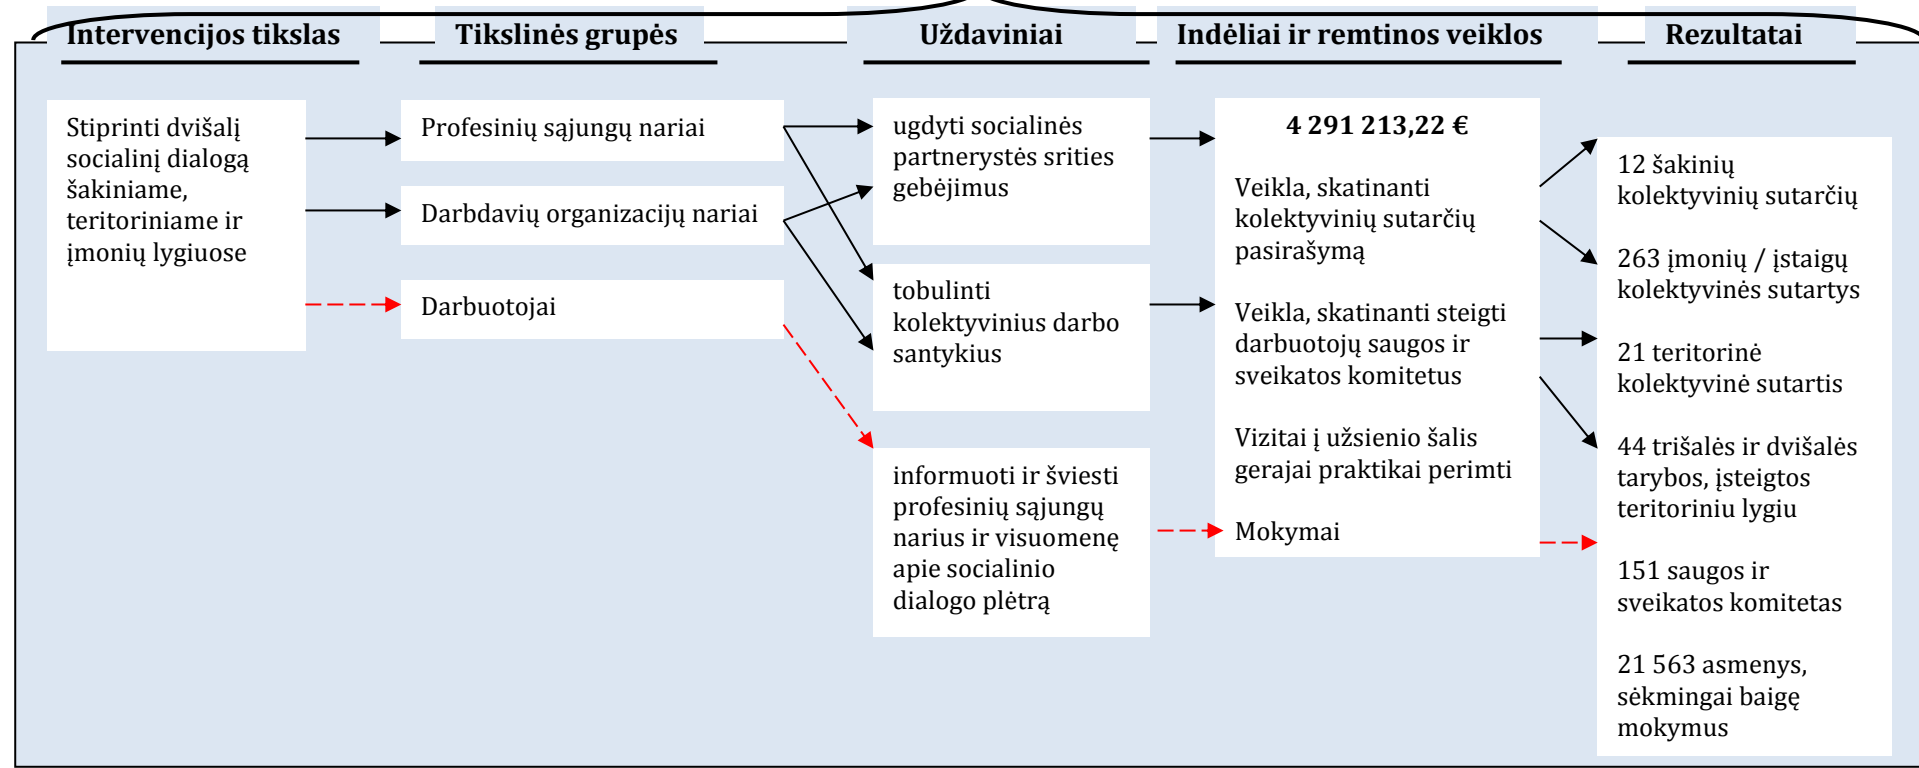 Intervencijos tikslas
Tikslinės grupės
Uždaviniai
Indėliai ir remtinos veiklos
Rezultatai
Stiprinti dvišalį
socialinį dialogą
šakiniame,
teritoriniame ir
įmonių lygiuose
Profesinių sąjungų nariai
Darbdavių organizacijų nariai
Darbuotojai
ugdyti socialinės
partnerystės srities
gebėjimus
tobulinti
kolektyvinius darbo
santykius
informuoti ir šviesti
profesinių sąjungų
narius ir visuomenę
apie socialinio
dialogo plėtrą
4 291 213,22 €
Veikla, skatinanti
kolektyvinių sutarčių
pasirašymą
Veikla, skatinanti steigti
darbuotojų saugos ir
sveikatos komitetus
Vizitai į užsienio šalis
gerajai praktikai perimti
Mokymai
12 šakinių
kolektyvinių sutarčių
263 įmonių / įstaigų
kolektyvinės sutartys
21 teritorinė
kolektyvinė sutartis
44 trišalės ir dvišalės
tarybos, įsteigtos
teritoriniu lygiu
151 saugos ir
sveikatos komitetas
21 563 asmenys,
sėkmingai baigę
mokymus